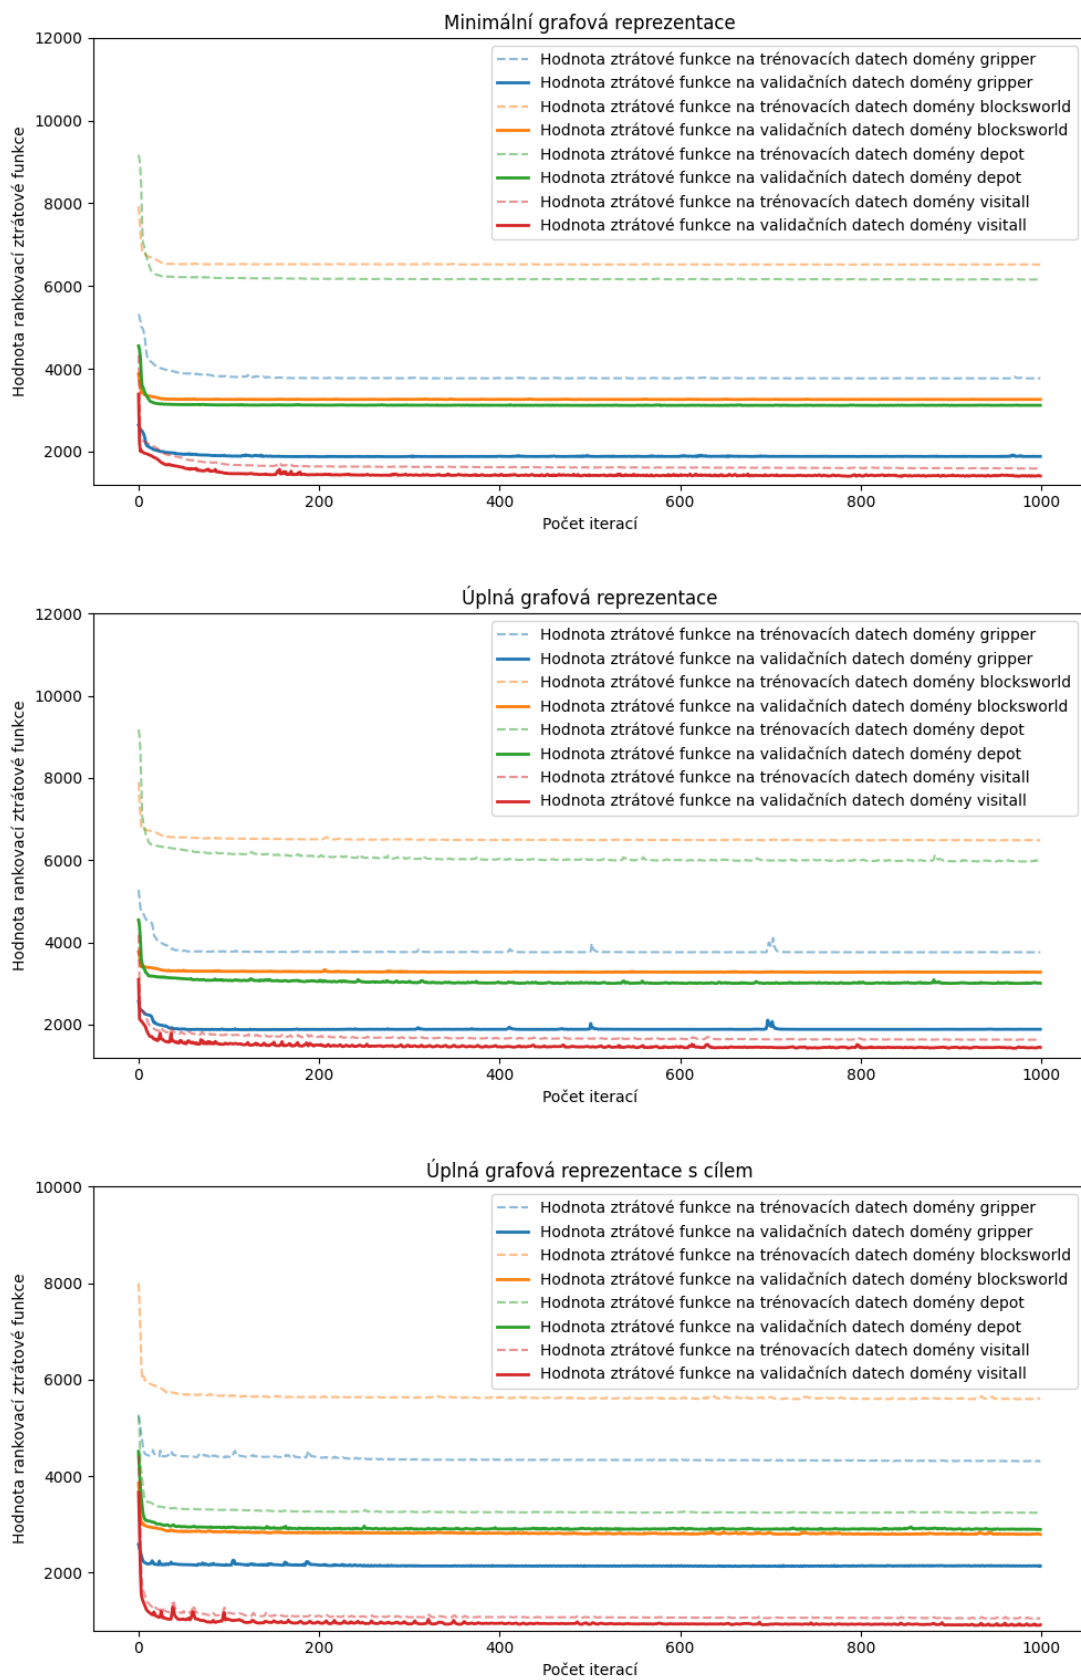 Minimální grafová reprezentace
12000
10000
8000
6000
4000
2000
Hodnota rankovací ztrátové funkce
Hodnota ztrátové funkce na trénovacích datech domény gripper
Hodnota ztrátové funkce na validačních datech domény gripper
Hodnota ztrátové funkce na trénovacích datech domény blocksworld
Hodnota ztrátové funkce na validačních datech domény blocksworld
Hodnota ztrátové funkce na trénovacích datech domény depot
Hodnota ztrátové funkce na validačních datech domény depot
Hodnota ztrátové funkce na trénovacích datech domény visitall
Hodnota ztrátové funkce na validačních datech domény visitall
0 200 400 600 800 1000
Počet iterací
Úplná grafová reprezentace
12000
10000
8000
6000
4000
2000
Hodnota rankovací ztrátové funkce
Hodnota ztrátové funkce na trénovacích datech domény gripper
Hodnota ztrátové funkce na validačních datech domény gripper
Hodnota ztrátové funkce na trénovacích datech domény blocksworld
Hodnota ztrátové funkce na validačních datech domény blocksworld
Hodnota ztrátové funkce na trénovacích datech domény depot
Hodnota ztrátové funkce na validačních datech domény depot
Hodnota ztrátové funkce na trénovacích datech domény visitall
Hodnota ztrátové funkce na validačních datech domény visitall
0 200 400 600 800 1000
Počet iterací
Úplná grafová reprezentace s cílem
10000
8000
6000
4000
2000
Hodnota rankovací ztrátové funkce
Hodnota ztrátové funkce na trénovacích datech domény gripper
Hodnota ztrátové funkce na validačních datech domény gripper
Hodnota ztrátové funkce na trénovacích datech domény blocksworld
Hodnota ztrátové funkce na validačních datech domény blocksworld
Hodnota ztrátové funkce na trénovacích datech domény depot
Hodnota ztrátové funkce na validačních datech domény depot
Hodnota ztrátové funkce na trénovacích datech domény visitall
Hodnota ztrátové funkce na validačních datech domény visitall
0 200 400 600 800 1000
Počet iterací